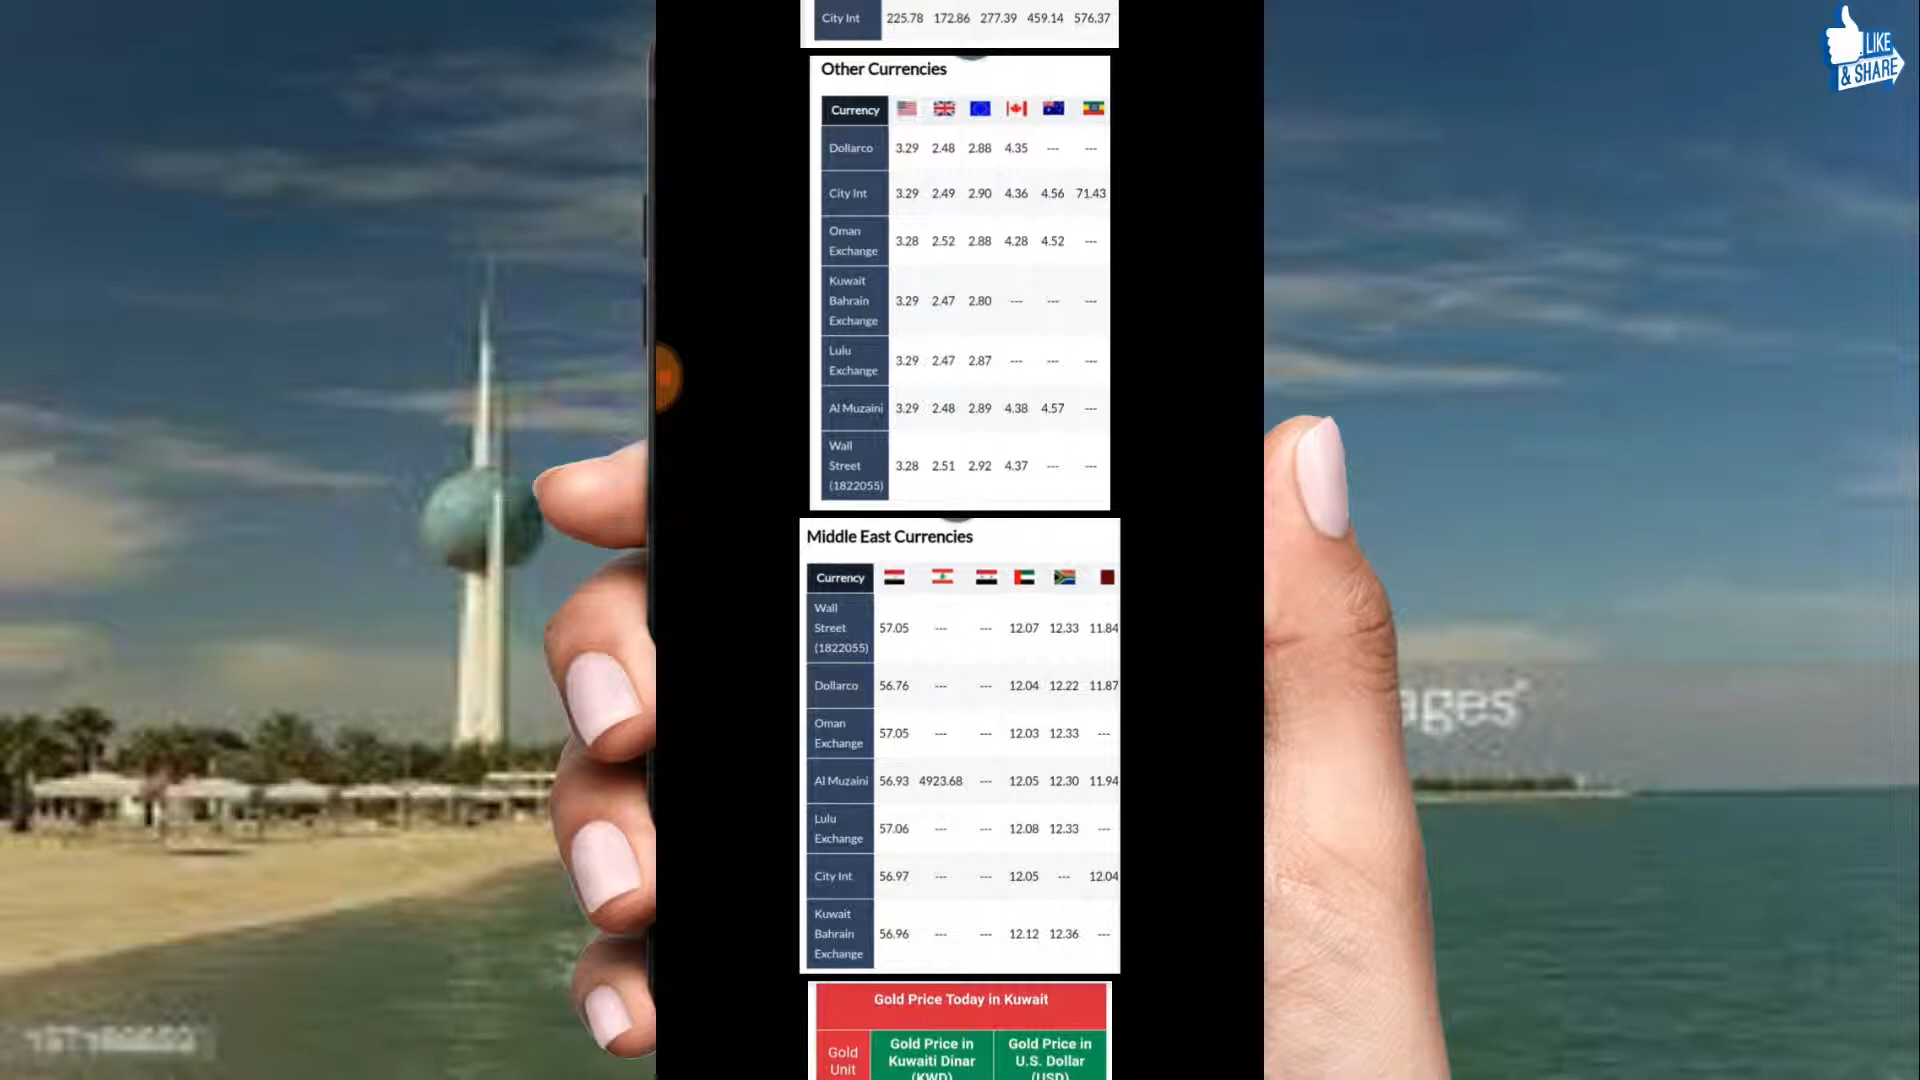 LIKE
& SHARE
City Int 225.78 172.86 277.39 459.14 576.37
Other Currencies
Currency
Dollarco 3.29 2.48 2.88 4.35 --- ---
City Int 3.29 2.49 2.90 4.36 4.56 71.43
Oman
Exchange 3.28 2.52 2.88 4.28 4.52 ---
Kuwait
Bahrain
Exchange 3.29 2.47 2.80 --- --- ---
Lulu
Exchange 3.29 2.47 2.87 --- --- ---
Al Muzaini 3.29 2.48 2.89 4.38 4.57 ---
Wall
Street
(1822055) 3.28 2.51 2.92 4.37 --- ---
Middle East Currencies
Currency
Wall
Street
(1822055) 57.05 --- --- 12.07 12.33 11.84
Dollarco 56.76 --- --- 12.04 12.22 11.87
Oman
Exchange 57.05 --- --- 12.03 12.33 ---
Al Muzaini 56.93 4923.68 --- 12.05 12.30 11.94
Lulu
Exchange 57.06 --- --- 12.08 12.33 ---
City Int 56.97 --- --- 12.05 --- 12.04
Kuwait
Bahrain
Exchange 56.96 --- --- 12.12 12.36 ---
Gold Price Today in Kuwait
Gold
Unit
Gold Price in
Kuwaiti Dinar
(KWD)
Gold Price in
U.S. Dollar
(USD)
ages